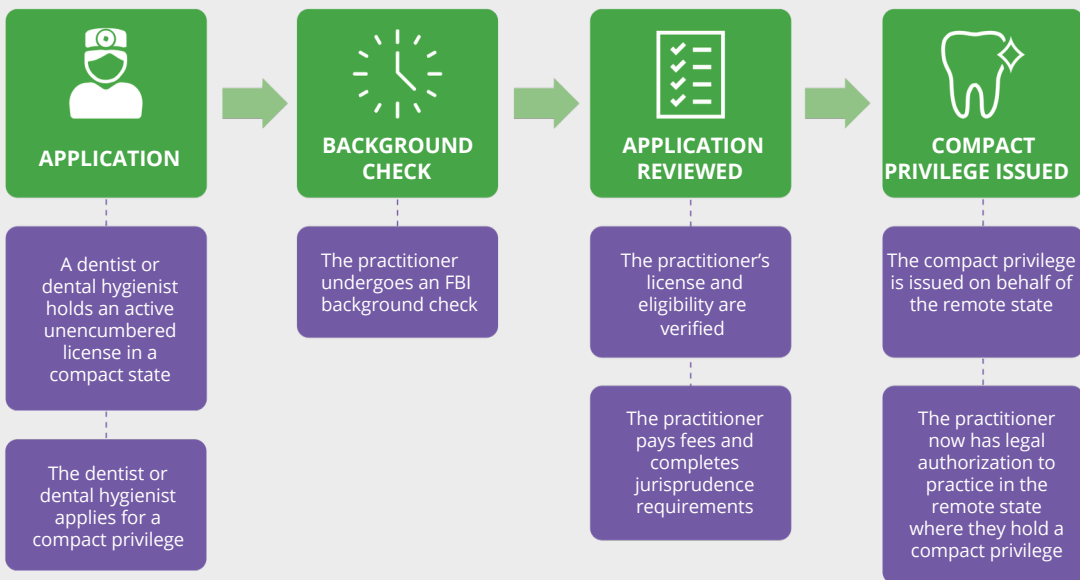 APPLICATION
A dentist or
dental hygienist
holds an active
unencumbered
license in a
compact state
The dentist or
dental hygienist
applies for a
compact privilege
BACKGROUND
CHECK
The practitioner
undergoes an FBI
background check
APPLICATION
REVIEWED
The practitioner’s
license and
eligibility are
verified
The practitioner
pays fees and
completes
jurisprudence
requirements
COMPACT
PRIVILEGE ISSUED
The compact privilege
is issued on behalf of
the remote state
The practitioner
now has legal
authorization to
practice in the
remote state
where they hold a
compact privilege